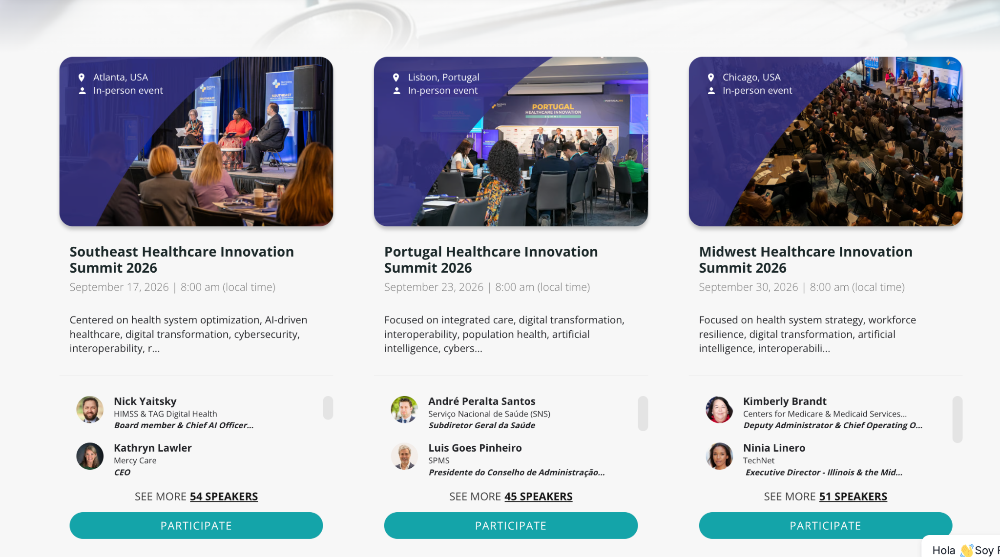 Atlanta, USA
In-person event
SOUTHEAST
SOUTHEAST
Southeast Healthcare Innovation
Summit 2026
September 17, 2026 | 8:00 am (local time)
Centered on health system optimization, AI-driven
healthcare, digital transformation, cybersecurity,
interoperability, r...
Nick Yaitsky
HIMSS & TAG Digital Health
Board member & Chief AI Officer...
Kathryn Lawler
Mercy Care
CEO
SEE MORE 54 SPEAKERS
PARTICIPATE
Lisbon, Portugal
In-person event
PORTUGAL
HEALTHCARE INNOVATION
SUMMIT
Portugal Healthcare Innovation
Summit 2026
September 23, 2026 | 8:00 am (local time)
Focused on integrated care, digital transformation,
interoperability, population health, artificial
intelligence, cybers...
André Peralta Santos
Serviço Nacional de Saúde (SNS)
Subdiretor Geral da Saúde
Luis Goes Pinheiro
SPMS
Presidente do Conselho de Administração...
SEE MORE 45 SPEAKERS
PARTICIPATE
Chicago, USA
In-person event
Midwest Healthcare Innovation
Summit 2026
September 30, 2026 | 8:00 am (local time)
Focused on health system strategy, workforce
resilience, digital transformation, artificial
intelligence, interoperabili...
Kimberly Brandt
Centers for Medicare & Medicaid Services...
Deputy Administrator & Chief Operating O...
Ninia Linero
TechNet
Executive Director - Illinois & the Mid...
SEE MORE 51 SPEAKERS
PARTICIPATE
Hola 👋Soy